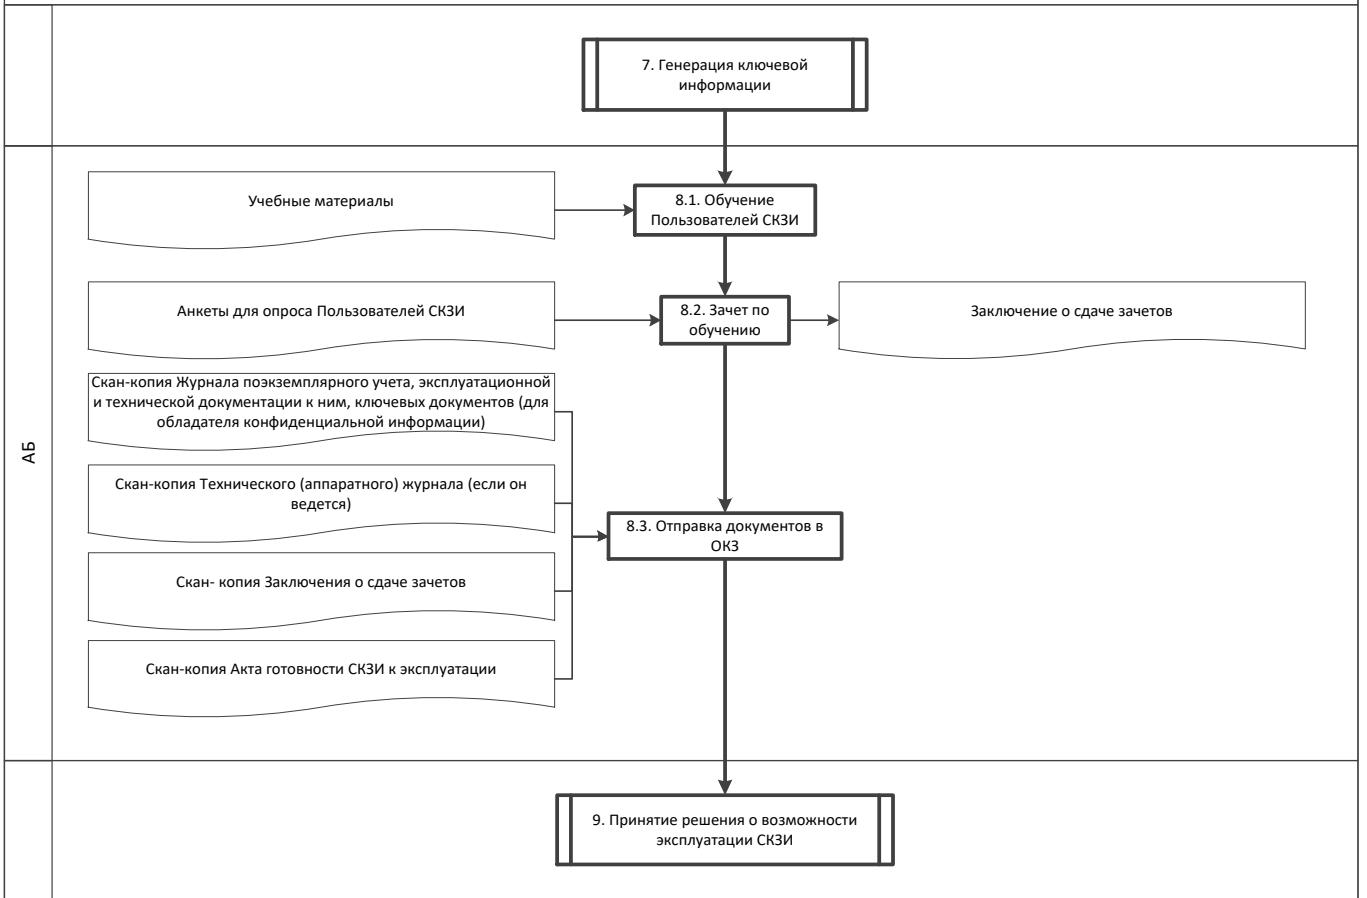 7. Генерация ключевой
информации
Учебные материалы
8.1. Обучение
Пользователей СКЗИ
Анкеты для опроса Пользователей СКЗИ
8.2. Зачет по
обучению
Заключение о сдаче зачетов
Скан-копия Журнала поэкземплярного учета, эксплуатационной
и технической документации к ним, ключевых документов (для
обладателя конфиденциальной информации)
АБ
Скан-копия Технического (аппаратного) журнала (если он
ведется)
8.3. Отправка документов в
ОКЗ
Скан- копия Заключения о сдаче зачетов
Скан-копия Акта готовности СКЗИ к эксплуатации
9. Принятие решения о возможности
эксплуатации СКЗИ